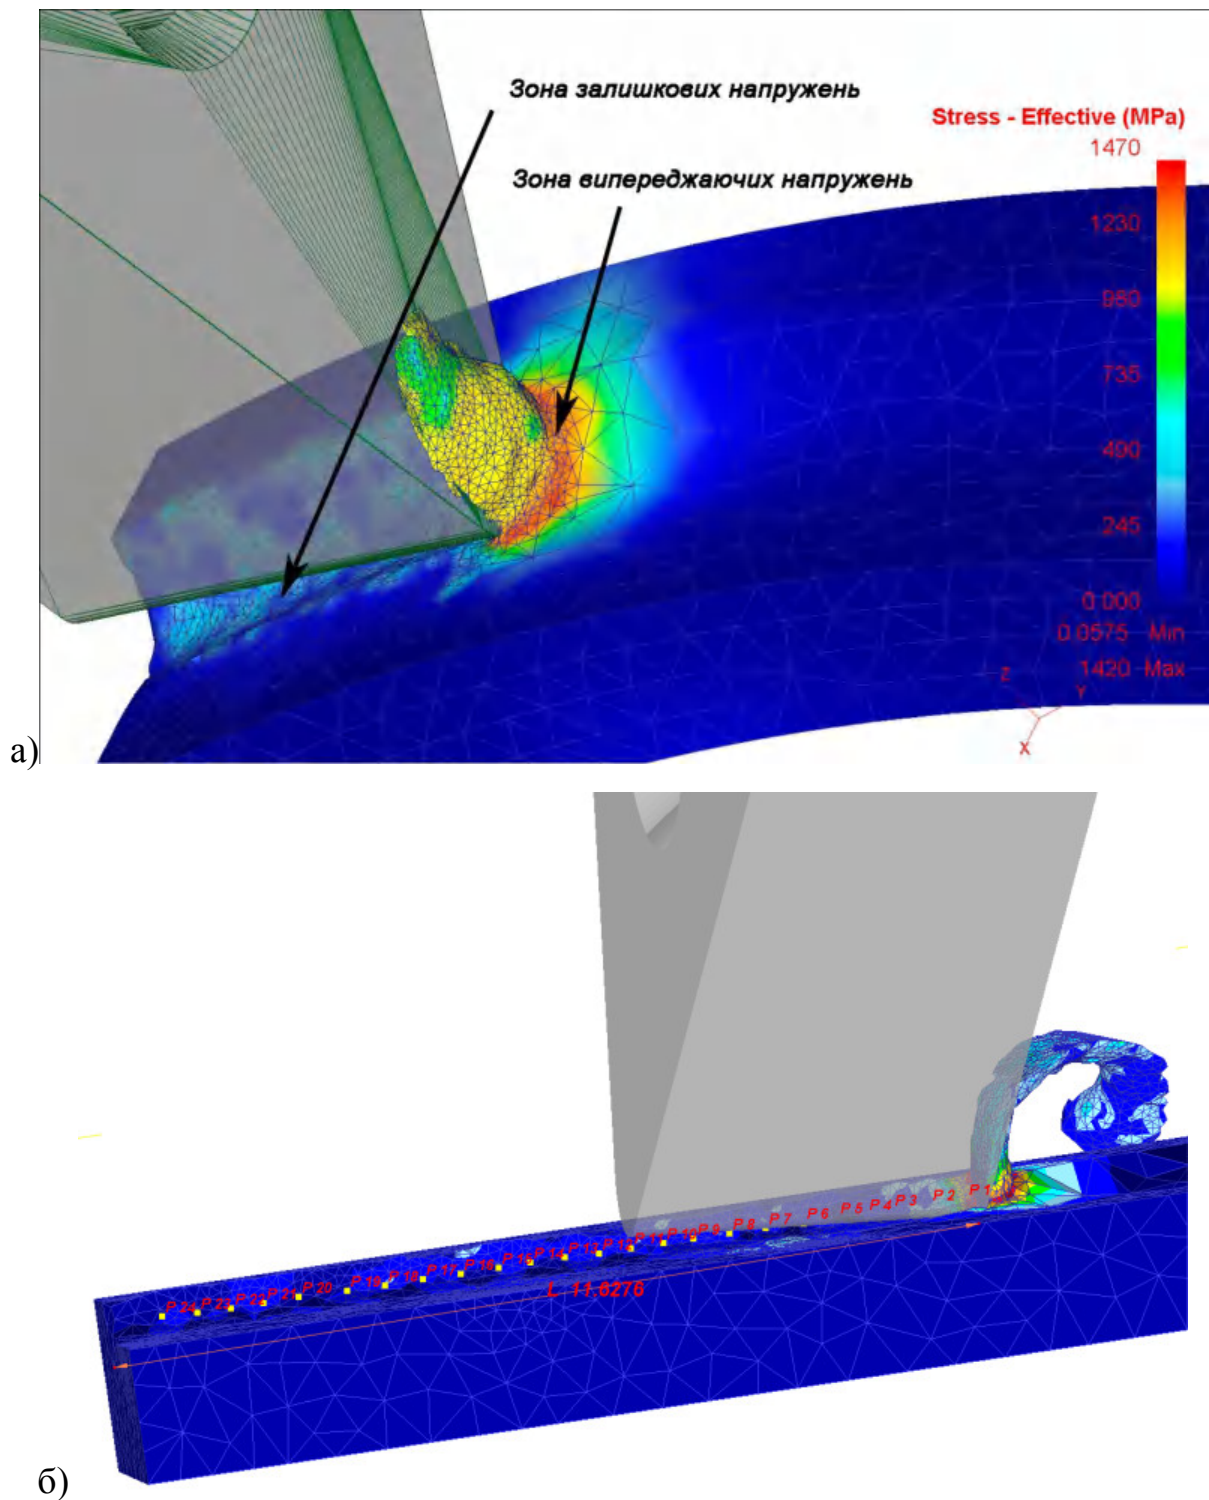 Зона залишкових напружень
Stress - Effective (MPa)
1470
Зона випереджаючих напружень
1230
980
735
490
245
0.000
0.0575 Min
1420 Max
Z
Y
X
а)
P 1
P 2
P 3
P 4
P 5
P 6
P 7
P 8
P 9
P 10
P 11
P 12
P 13
P 14
P 15
P 16
P 17
P 18
P 19
P 20
P 21
P 22
P 23
P 24
L 11.6276
б)